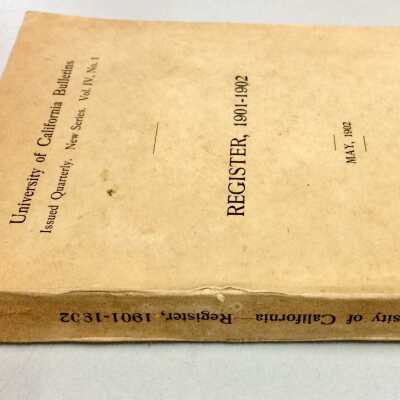 University of California Bulletins
Issued Quarterly. New Series. Vol. IV, No. 1
REGISTER, 1901-1902
MAY, 1902
sity of California—Register, 1901-1902